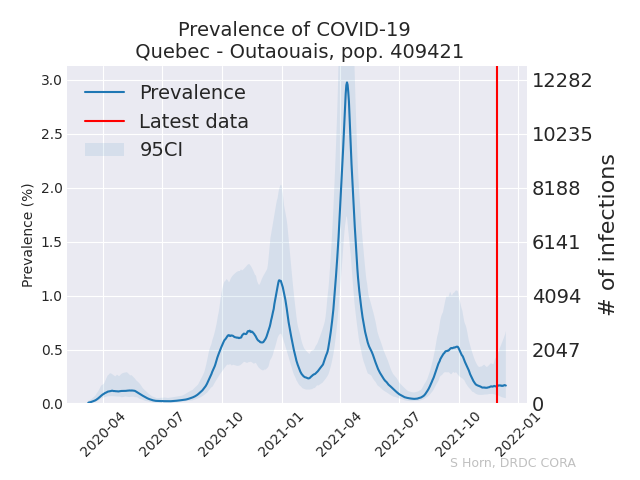 Prevalence of COVID-19
Quebec - Outaouais, pop. 409421
Prevalence
Latest data
95CI
Prevalence (%)
3.0
2.5
2.0
1.5
1.0
0.5
0.0
12282
10235
8188
6141
4094
2047
0
# of infections
2020-04
2020-07
2020-10
2021-01
2021-04
2021-07
2021-10
2022-01
S Horn, DRDC CORA